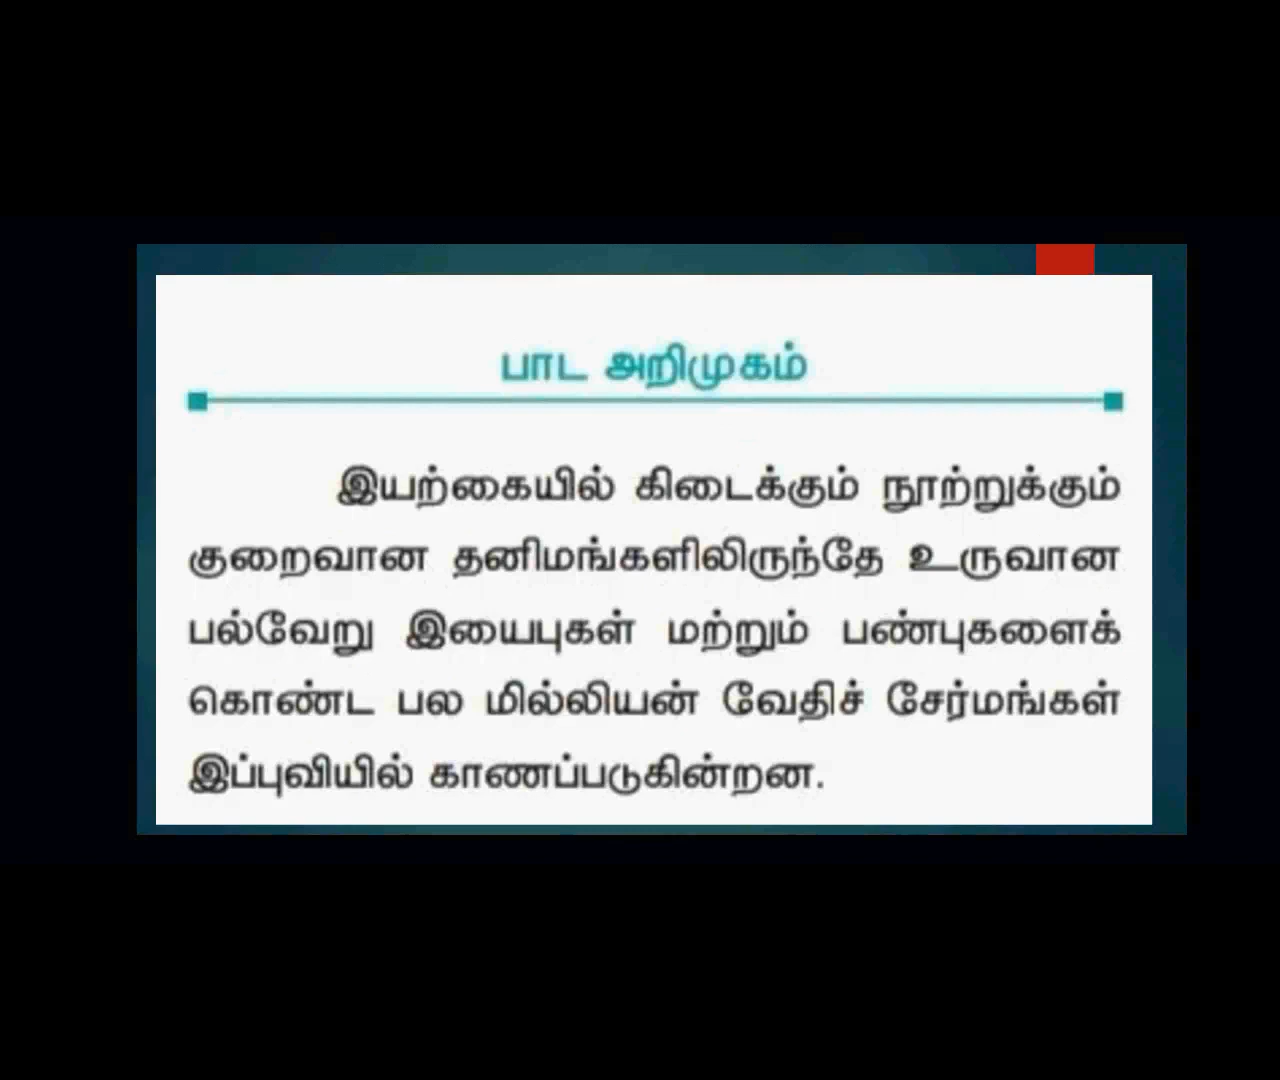 பாட அறிமுகம்
இயற்கையில் கிடைக்கும் நூற்றுக்கும்
குறைவான தனிமங்களிலிருந்தே உருவான
பல்வேறு இயைபுகள் மற்றும் பண்புகளைக்
கொண்ட பல மில்லியன் வேதிச் சேர்மங்கள்
இப்புவியில் காணப்படுகின்றன.